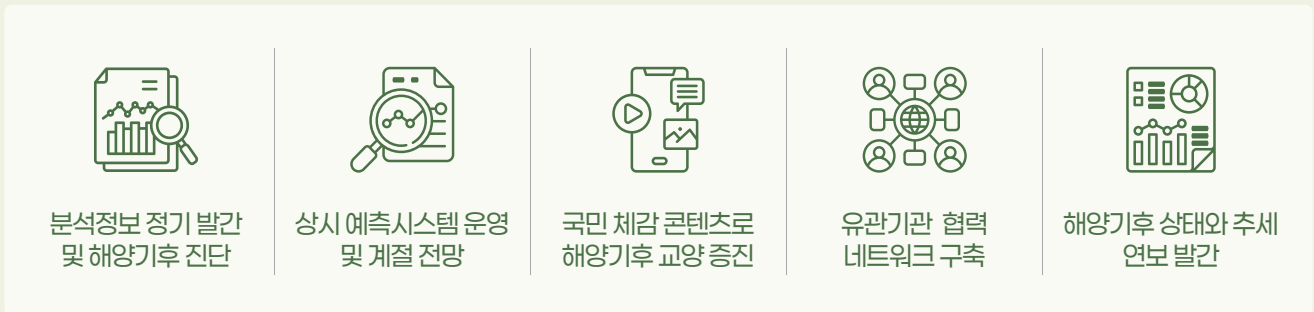 분석정보 정기 발간
및 해양기후 진단
상시 예측시스템 운영
및 계절 전망
국민 체감 콘텐츠로
해양기후 교양 증진
유관기관 협력
네트워크 구축
해양기후 상태와 추세
연보 발간